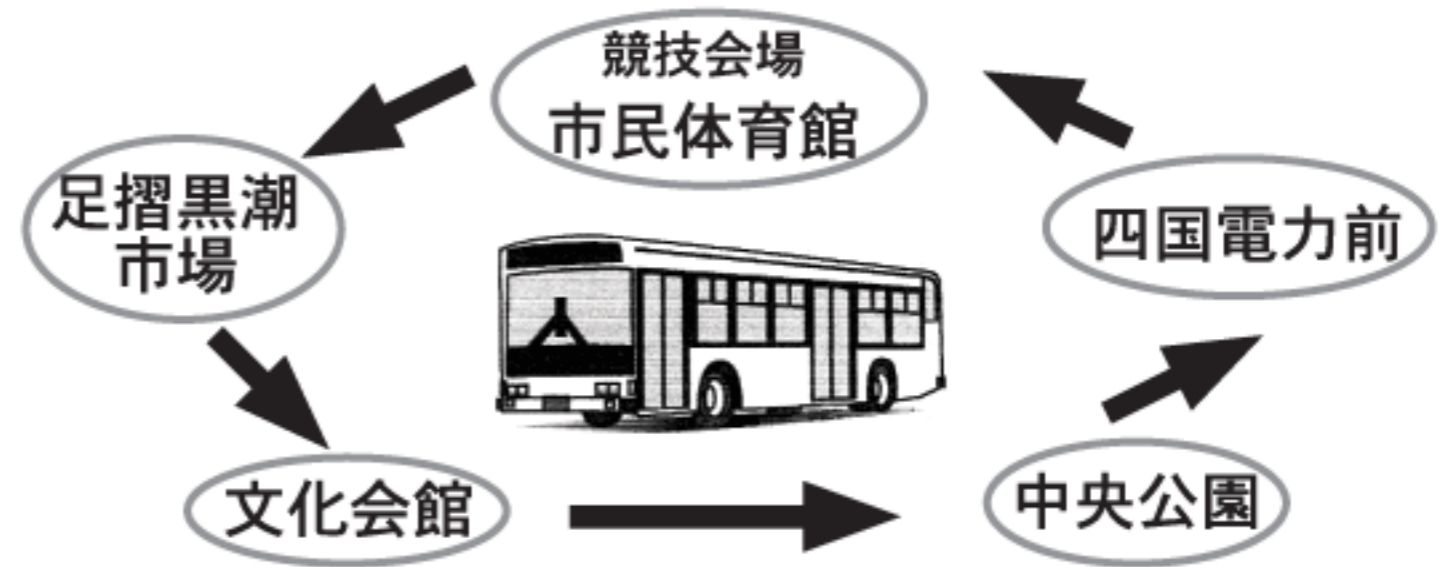 競技会場
市民体育館
足摺黒潮
市場
四国電力前
文化会館
中央公園